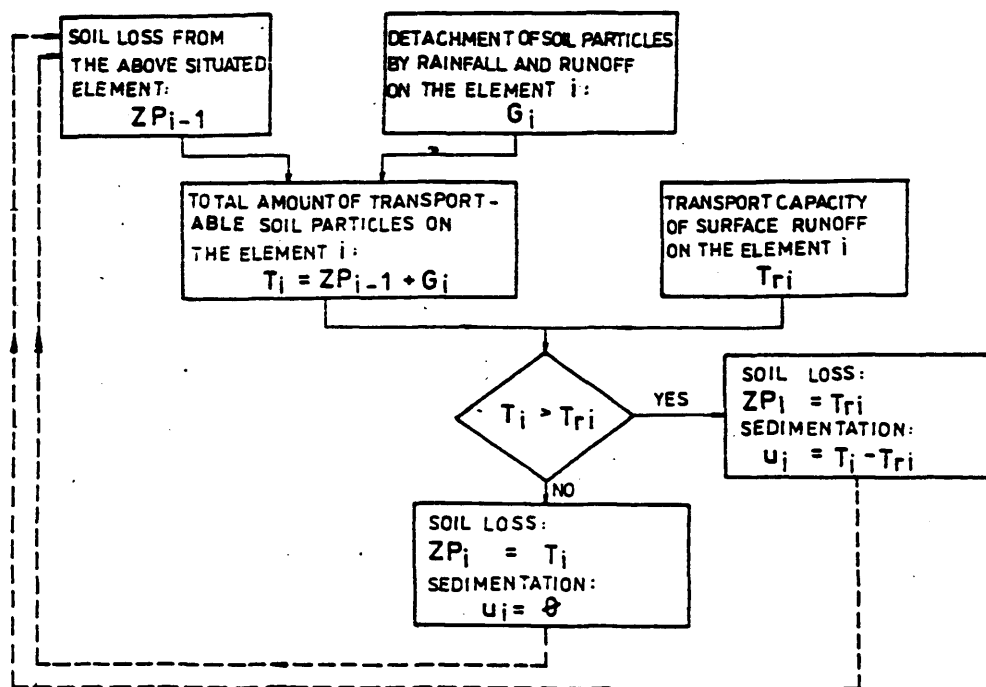 SOIL LOSS FROM
THE ABOVE SITUATED
ELEMENT:
ZPi-1
DETACHMENT OF SOIL PARTICLES
BY RAINFALL AND RUNOFF
ON THE ELEMENT i:
Gi
TOTAL AMOUNT OF TRANSPORT-
ABLE SOIL PARTICLES ON
THE ELEMENT i:
Ti = ZPi-1 + Gi
TRANSPORT CAPACITY
OF SURFACE RUNOFF
ON THE ELEMENT i
Tri
Ti > Tri
YES
SOIL LOSS:
ZPi = Tri
SEDIMENTATION:
ui = Ti - Tri
NO
SOIL LOSS:
ZPi = Ti
SEDIMENTATION:
ui = 0